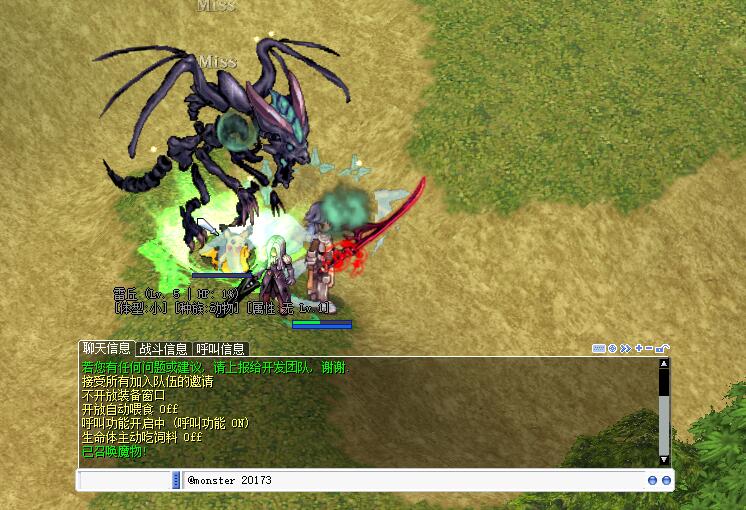 Miss
Miss
雷丘 (Lv. 5 | HP: 1%)
[体型:小] [种族:动物] [属性:无 Lv 1]
聊天信息 战斗信息 呼叫信息
若您有任何问题或建议, 请上报给开发团队, 谢谢
接受所有加入队伍的邀请
不开放装备窗口
开放自动喂食 Off
呼叫功能开启中 (呼叫功能 ON)
生命体主动吃饲料 Off
已召唤魔物!
@monster 20173